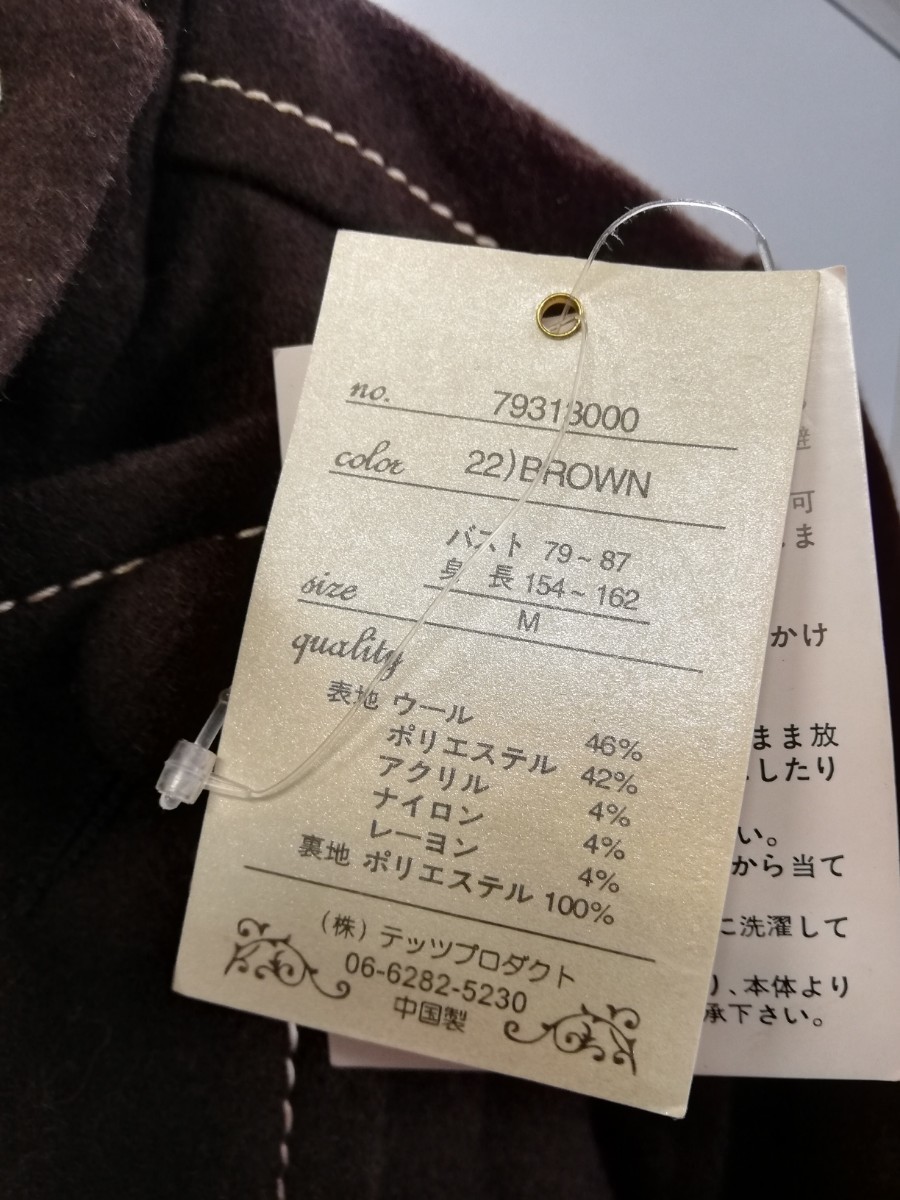 no. 79313000
color 22)BROWN
バスト 79~87
身 長 154~162
size M
quality
表地 ウール 46%
ポリエステル 42%
アクリル 4%
ナイロン 4%
レーヨン 4%
裏地 ポリエステル 100%
(株) テッツプロダクト
06-6282-5230
中国製
可
ま
かけ
まま放
したり
い。
から当て
に洗濯して
り、本体より
承下さい。